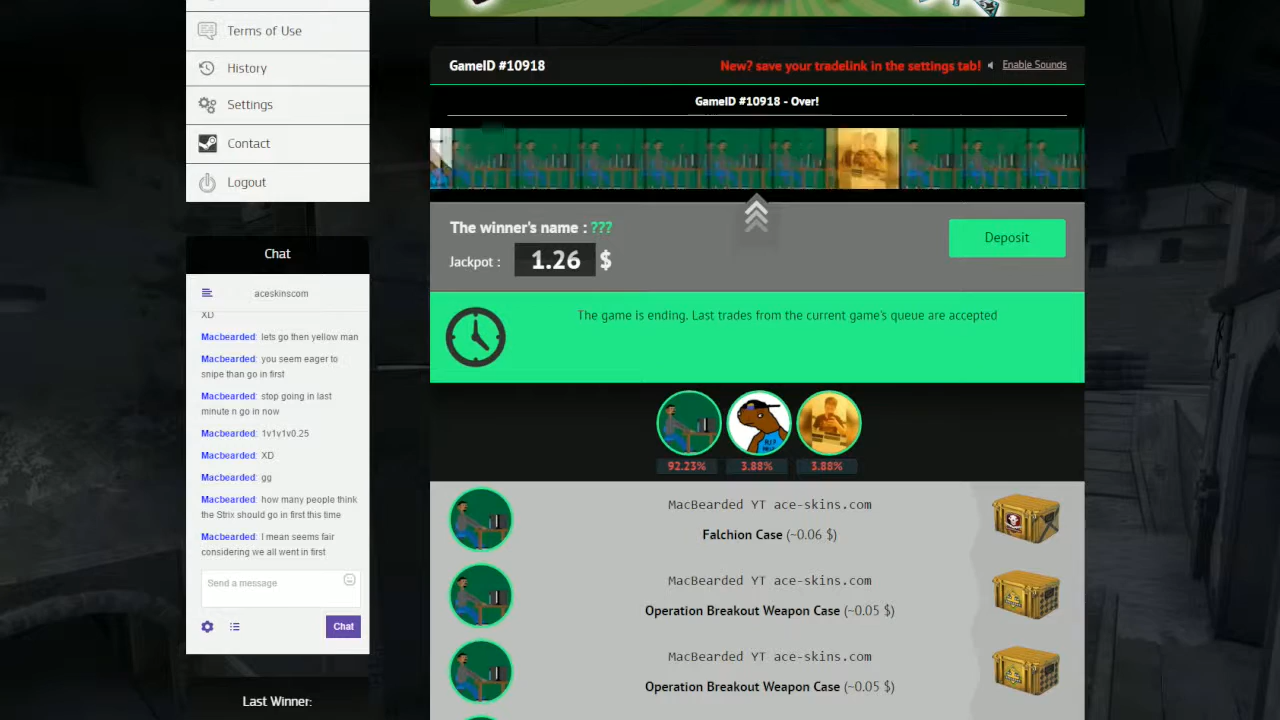 Terms of Use
History
Settings
Contact
Logout
Chat
aceskinscom
XD
Macbearded: lets go then yellow man
Macbearded: you seem eager to
snipe than go in first
Macbearded: stop going in last
minute n go in now
Macbearded: 1v1v1v0.25
Macbearded: XD
Macbearded: gg
Macbearded: how many people think
the Strix should go in first this time
Macbearded: I mean seems fair
considering we all went in first
Send a message
Chat
Last Winner:
GameID #10918
New? save your tradelink in the settings tab!
Enable Sounds
GameID #10918 - Over!
The winner's name : ???
Jackpot : 1.26 $
Deposit
The game is ending. Last trades from the current game's queue are accepted
92.23% 3.88% 3.88%
MacBearded YT ace-skins.com
Falchion Case (~0.06 $)
MacBearded YT ace-skins.com
Operation Breakout Weapon Case (~0.05 $)
MacBearded YT ace-skins.com
Operation Breakout Weapon Case (~0.05 $)